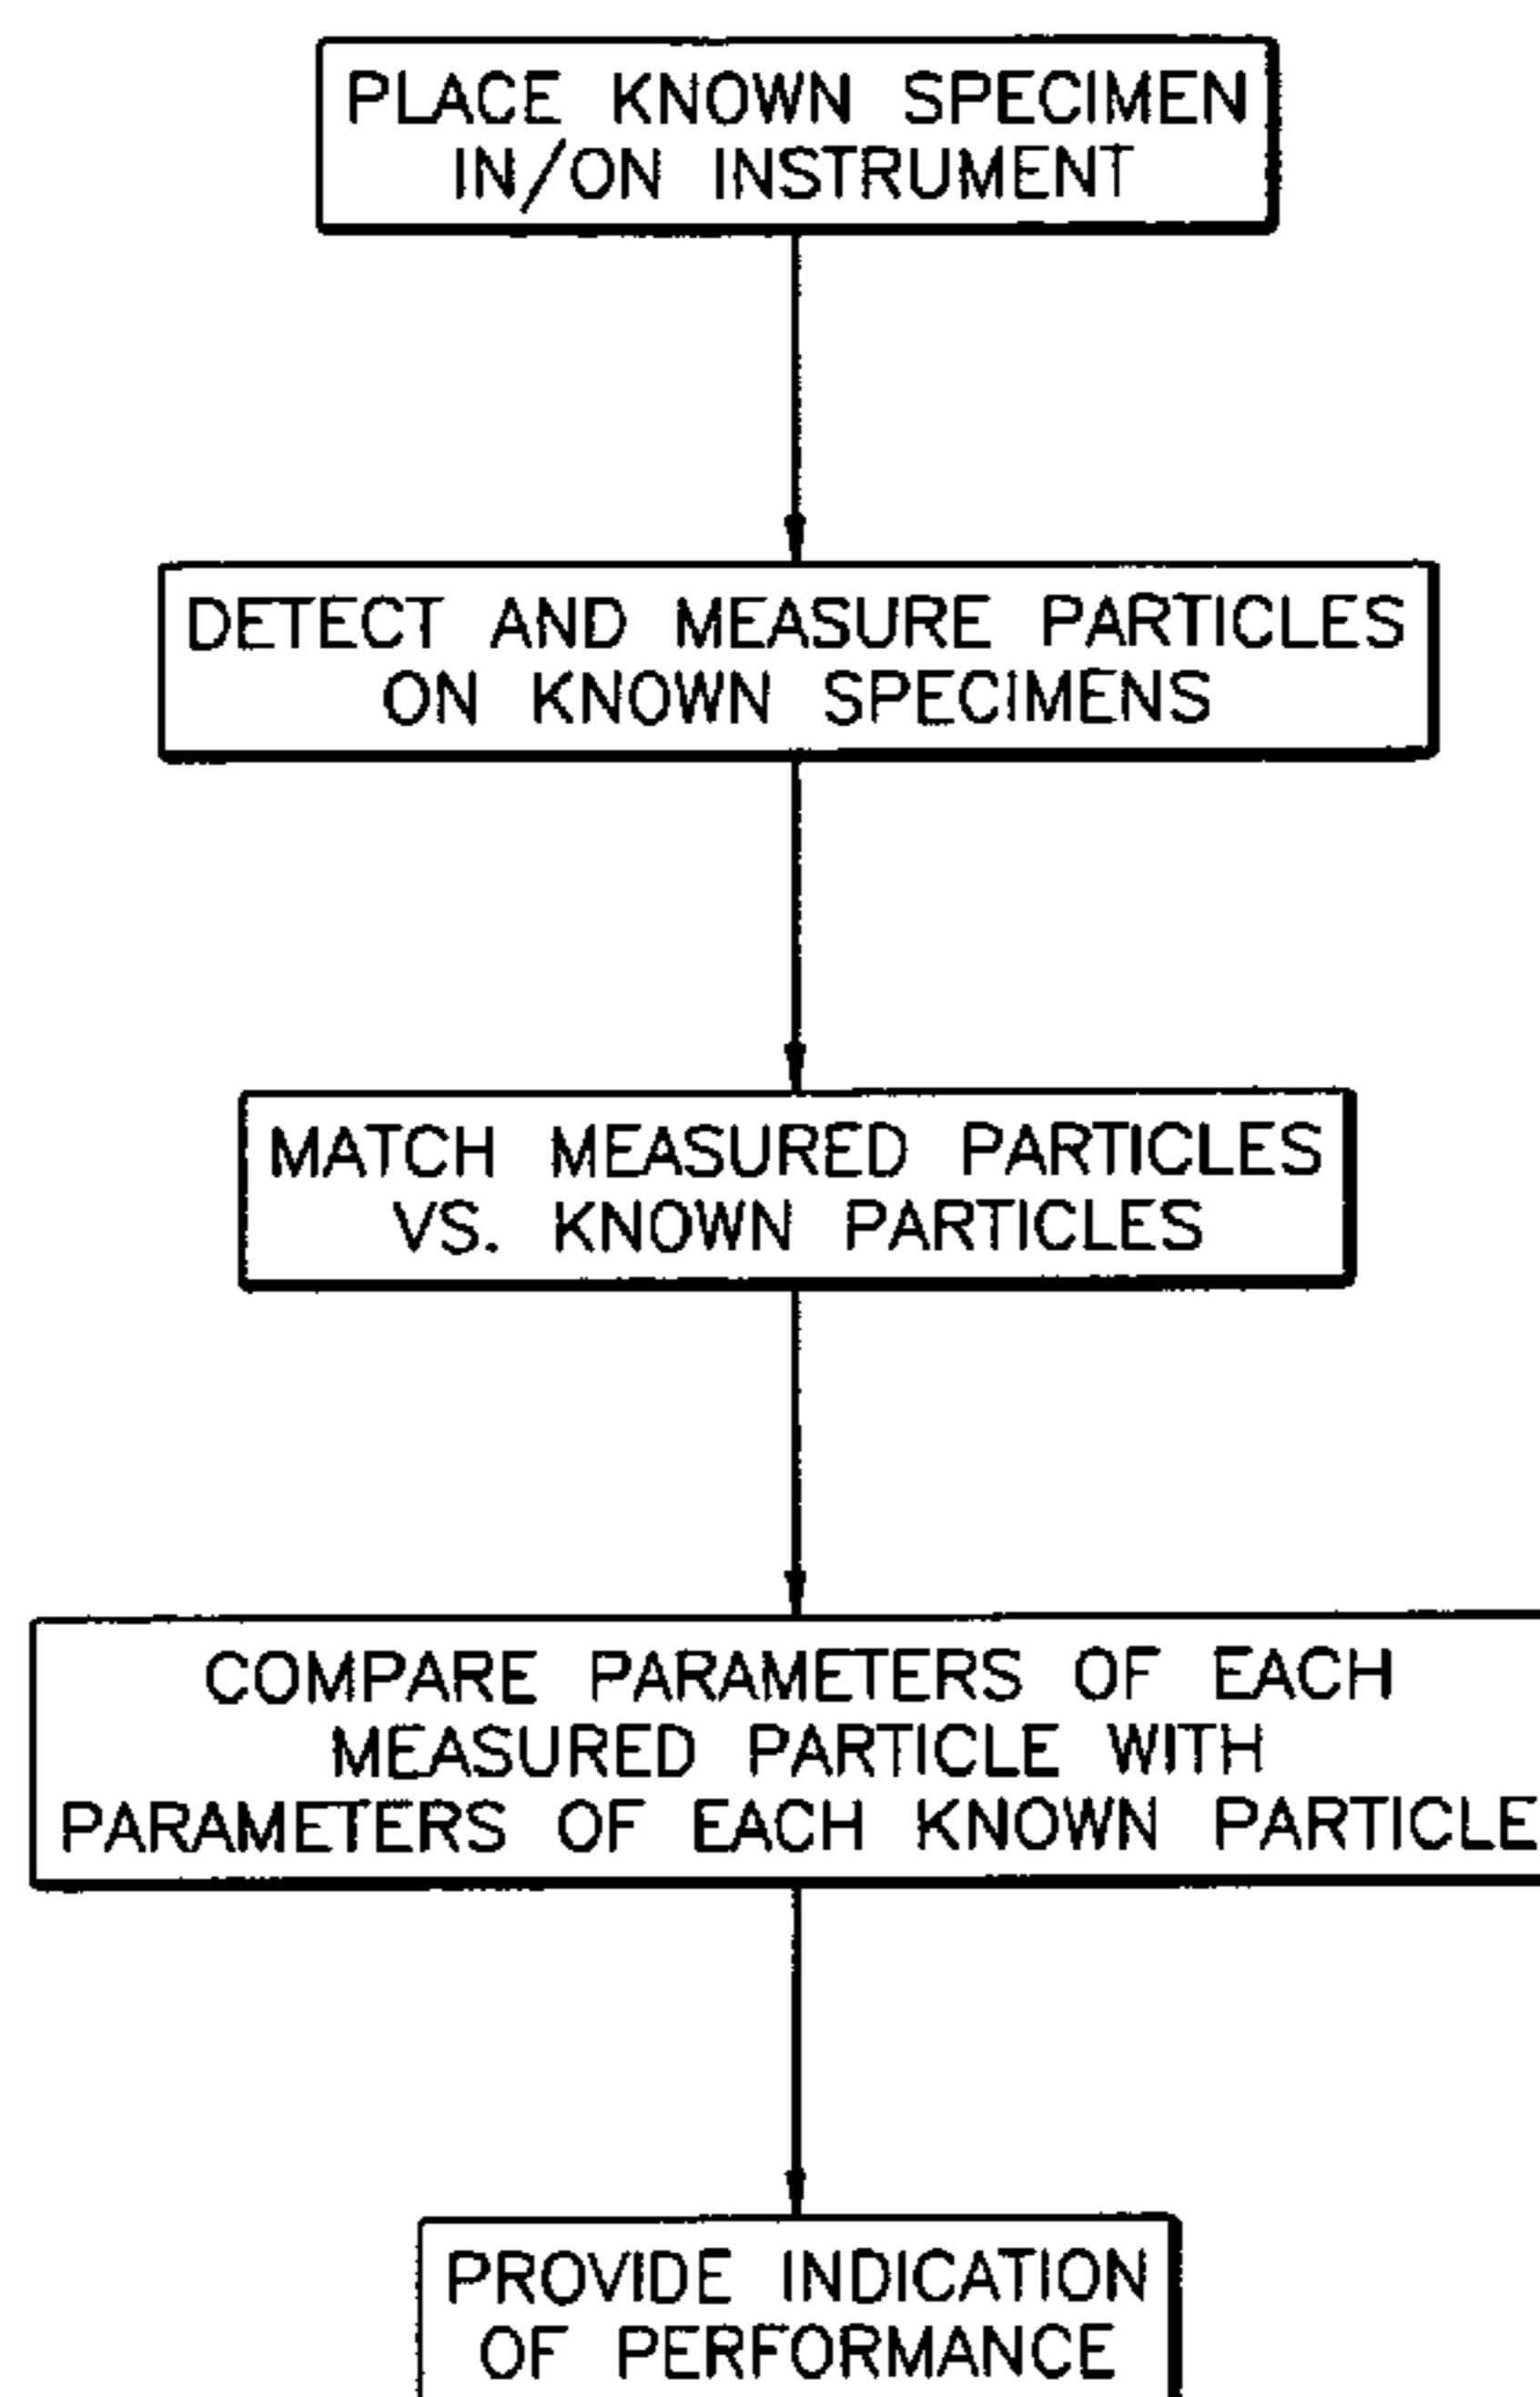 PLACE KNOWN SPECIMEN
IN/ON INSTRUMENT
DETECT AND MEASURE PARTICLES
ON KNOWN SPECIMENS
MATCH MEASURED PARTICLES
VS. KNOWN PARTICLES
COMPARE PARAMETERS OF EACH
MEASURED PARTICLE WITH
PARAMETERS OF EACH KNOWN PARTICLE
PROVIDE INDICATION
OF PERFORMANCE